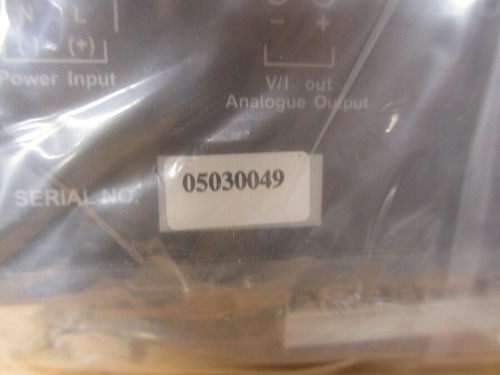 N L
(-) (+)
Power Input
- +
V/I out
Analogue Output
SERIAL NO:
05030049